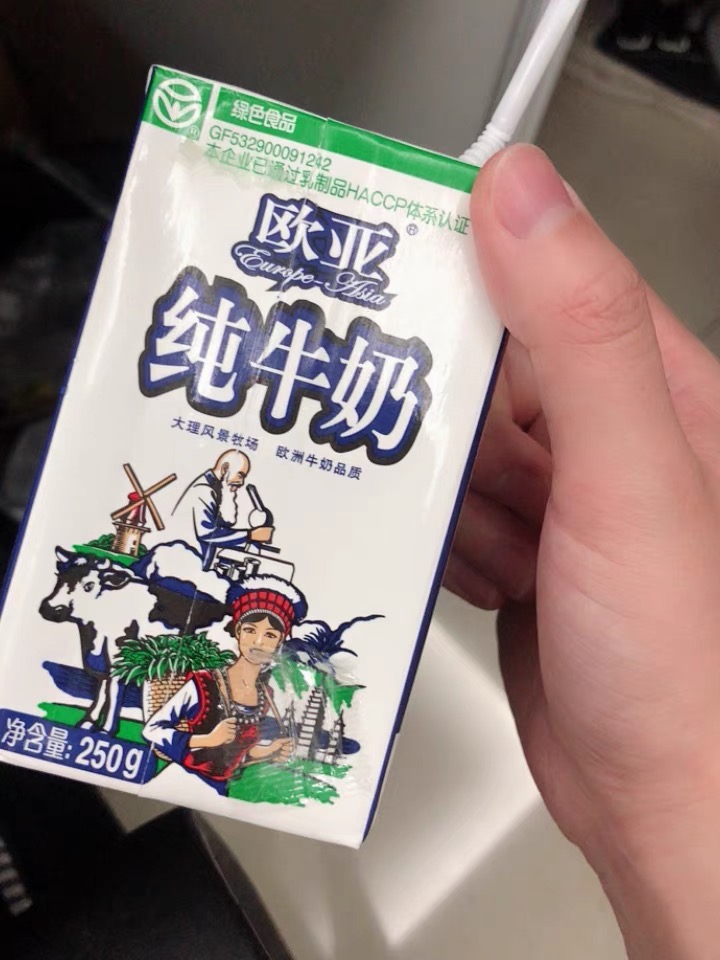 绿色食品
GF532900091242
本企业已通过乳制品HACCP体系认证
欧亚®
Europe-Asia
纯牛奶
大理风景牧场 欧洲牛奶品质
净含量: 250g